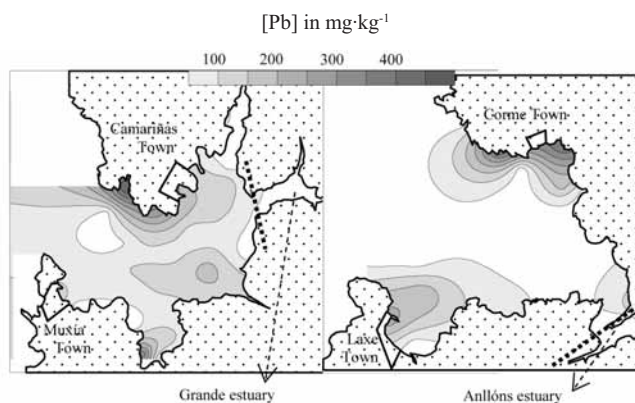 [Pb] in mg·kg-1
100 200 300 400
Camariñas
Town
Corme Town
Muxía
Town
Laxe
Town
Grande estuary
Anllóns estuary